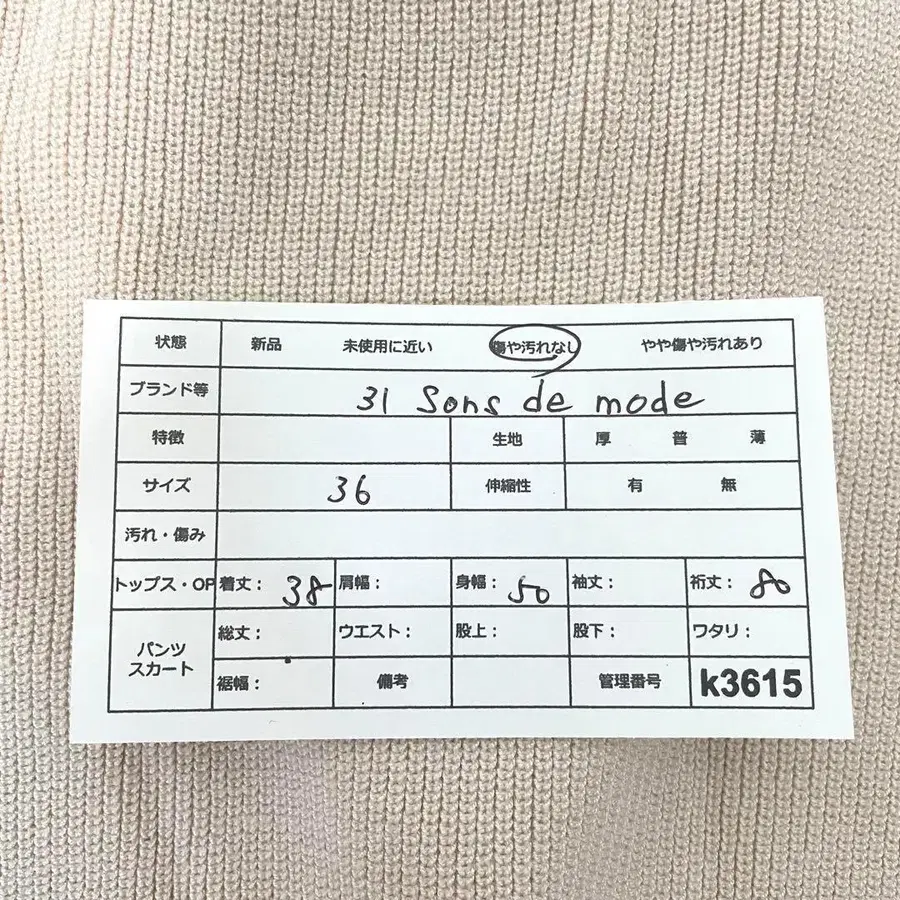 状態 新品 未使用に近い 傷や汚れなし やや傷や汚れあり
ブランド等 31 Sons de mode
特徴 生地 厚 普 薄
サイズ 36 伸縮性 有 無
汚れ・傷み
トップス・OP 着丈: 38 肩幅: 身幅: 50 袖丈: 裄丈: 80
パンツ スカート 総丈: ウエスト: 股上: 股下: ワタリ:
裾幅: 備考 管理番号 k3615